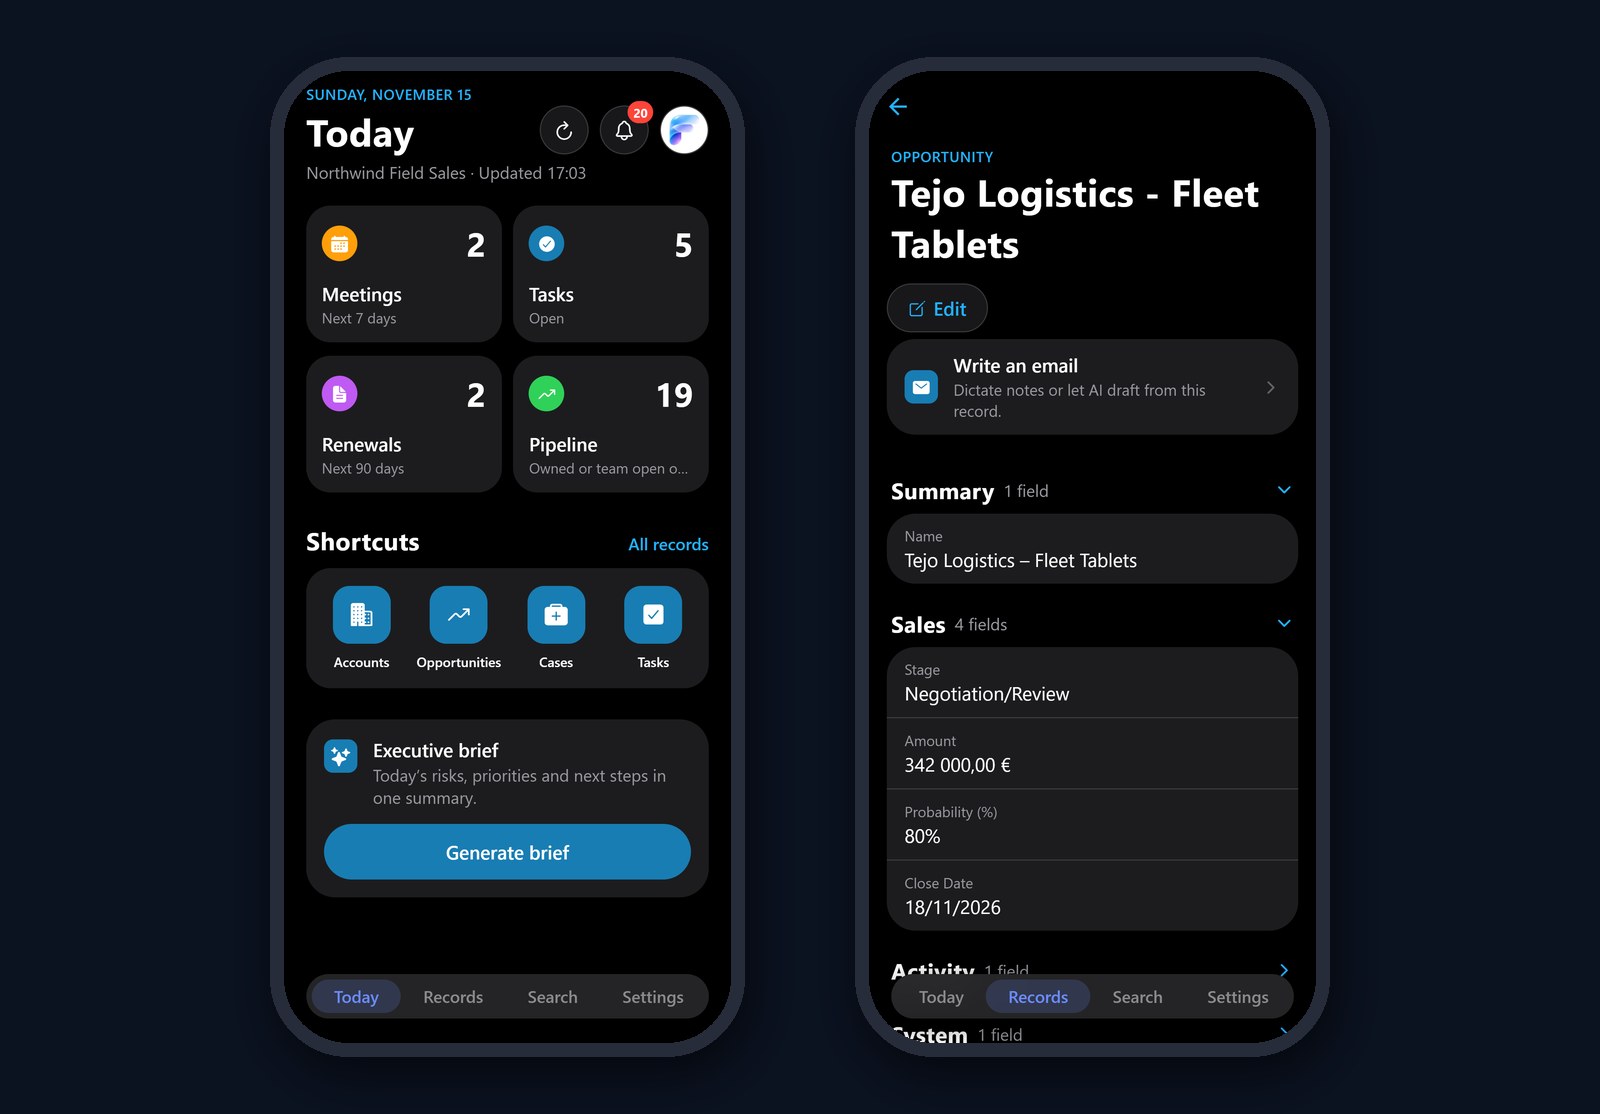 SUNDAY, NOVEMBER 15
Today
20
Northwind Field Sales · Updated 17:03
2
Meetings
Next 7 days
5
Tasks
Open
2
Renewals
Next 90 days
19
Pipeline
Owned or team open o...
Shortcuts
All records
Accounts
Opportunities
Cases
Tasks
Executive brief
Today’s risks, priorities and next steps in
one summary.
Generate brief
Today
Records
Search
Settings
OPPORTUNITY
Tejo Logistics - Fleet
Tablets
Edit
Write an email
Dictate notes or let AI draft from this
record.
Summary 1 field
Name
Tejo Logistics – Fleet Tablets
Sales 4 fields
Stage
Negotiation/Review
Amount
342 000,00 €
Probability (%)
80%
Close Date
18/11/2026
Activity 1 field
Today
Records
Search
Settings
System 1 field